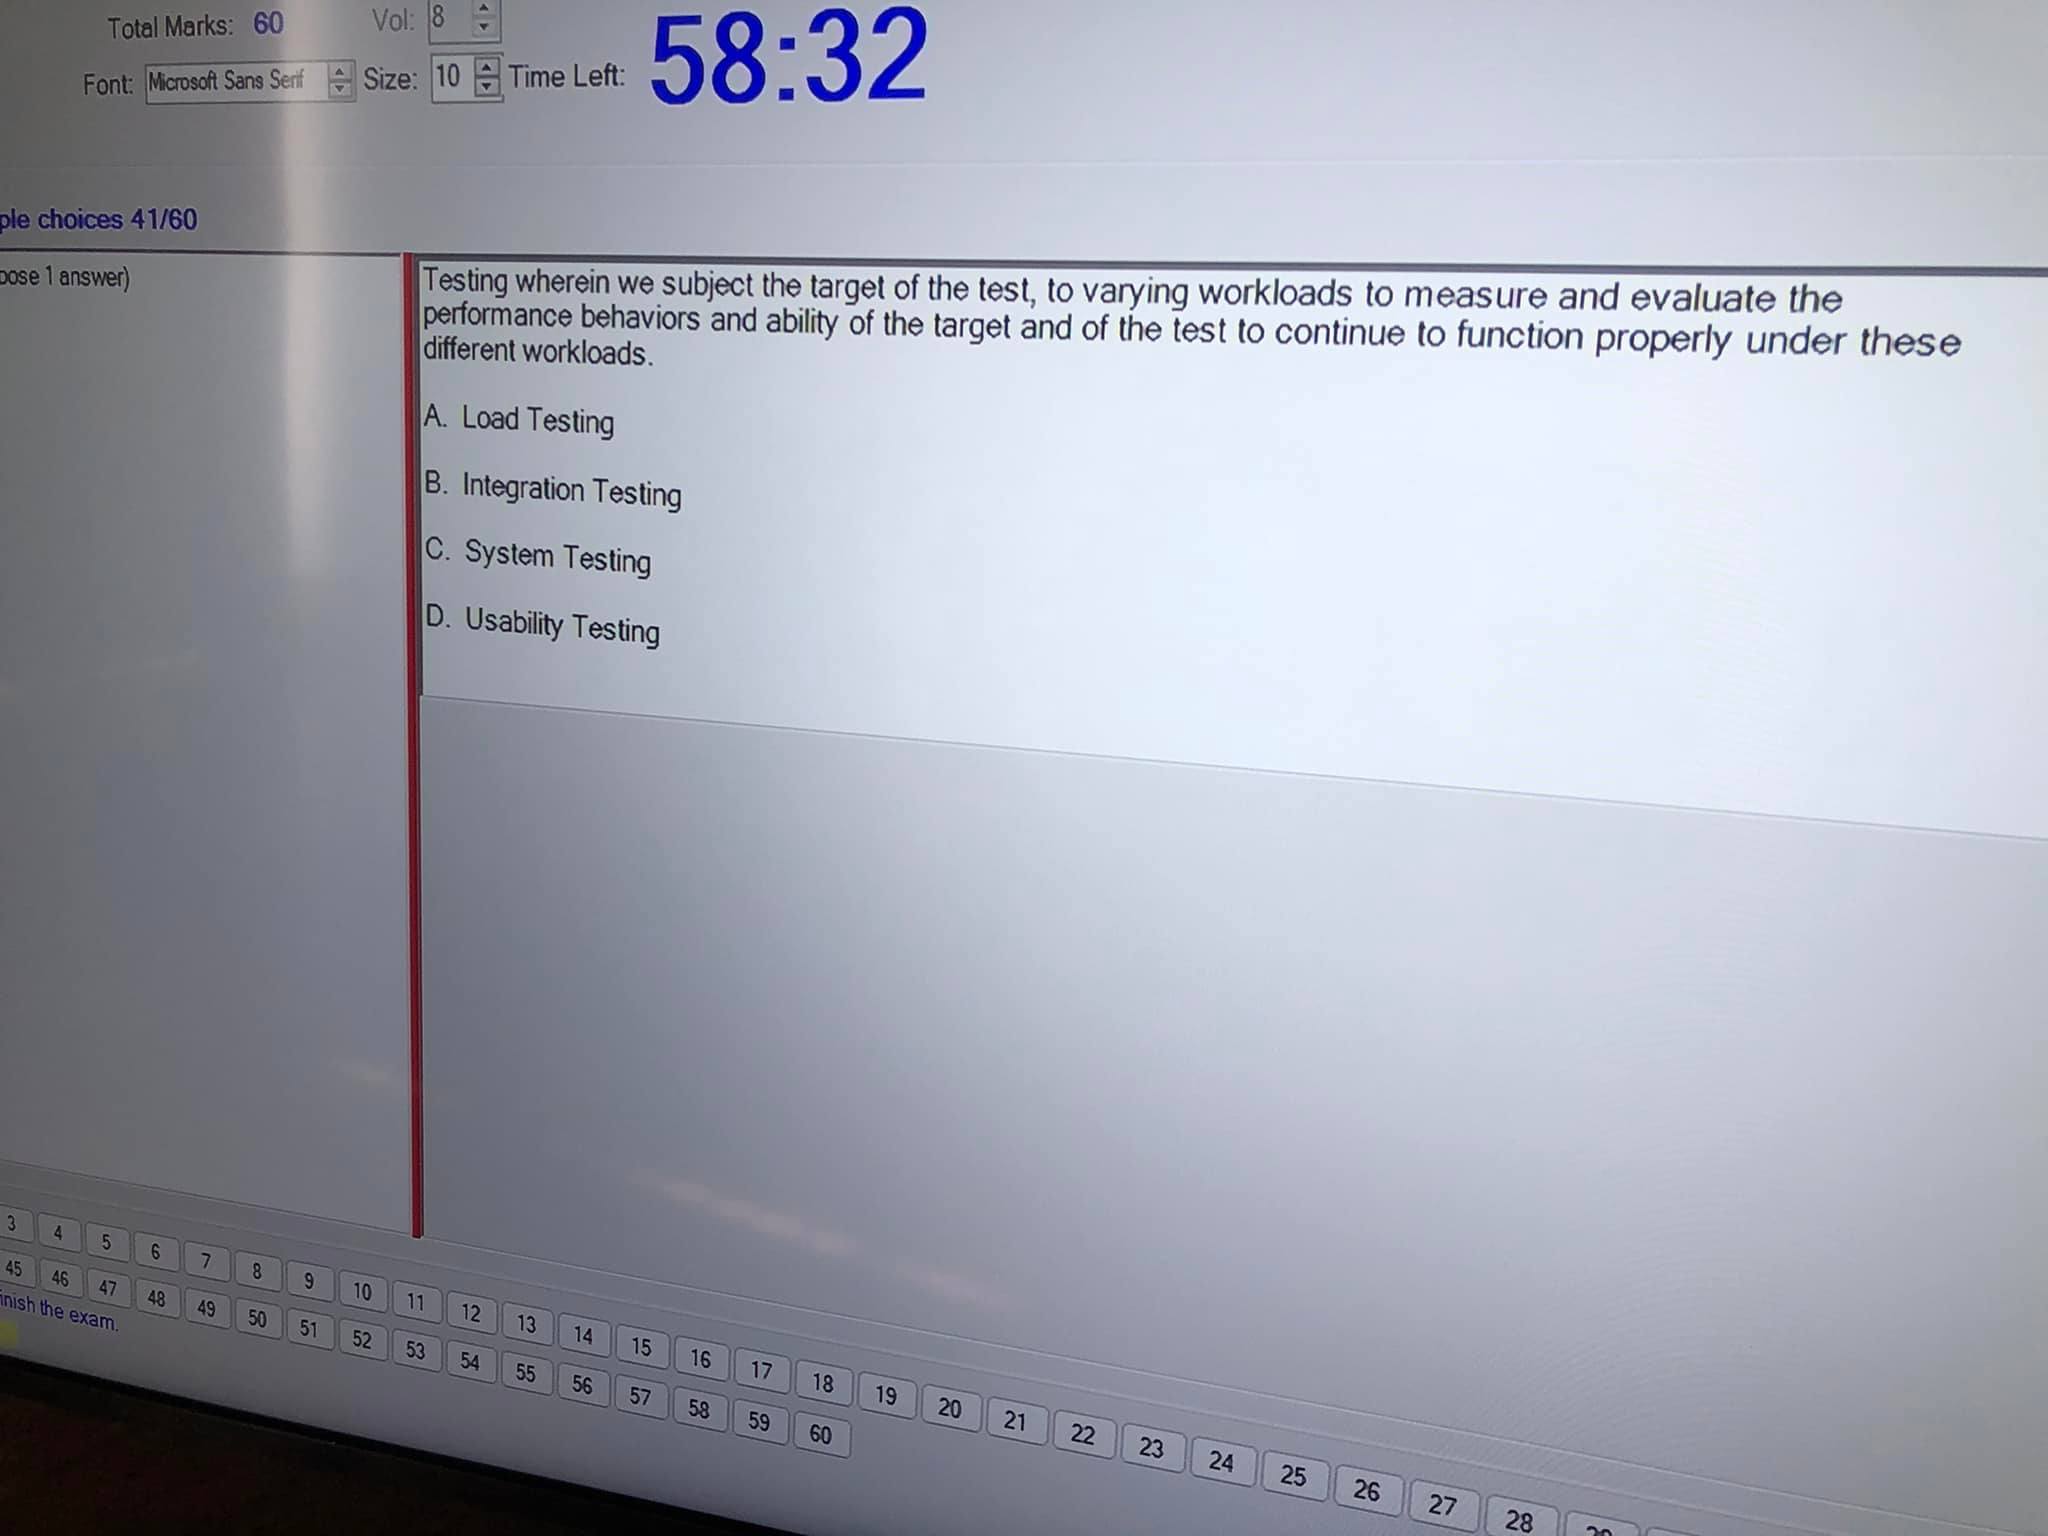 Total Marks: 60 Vol: 8
Font: Microsoft Sans Serif Size: 10 Time Left: 58:32
ple choices 41/60
ose 1 answer)
Testing wherein we subject the target of the test, to varying workloads to measure and evaluate the
performance behaviors and ability of the target and of the test to continue to function properly under these
different workloads.
A. Load Testing
B. Integration Testing
C. System Testing
D. Usability Testing
3 4 5 6 7 8 9 10 11 12 13 14 15 16 17 18 19 20 21 22 23 24 25 26 27 28
45 46 47 48 49 50 51 52 53 54 55 56 57 58 59 60
inish the exam.